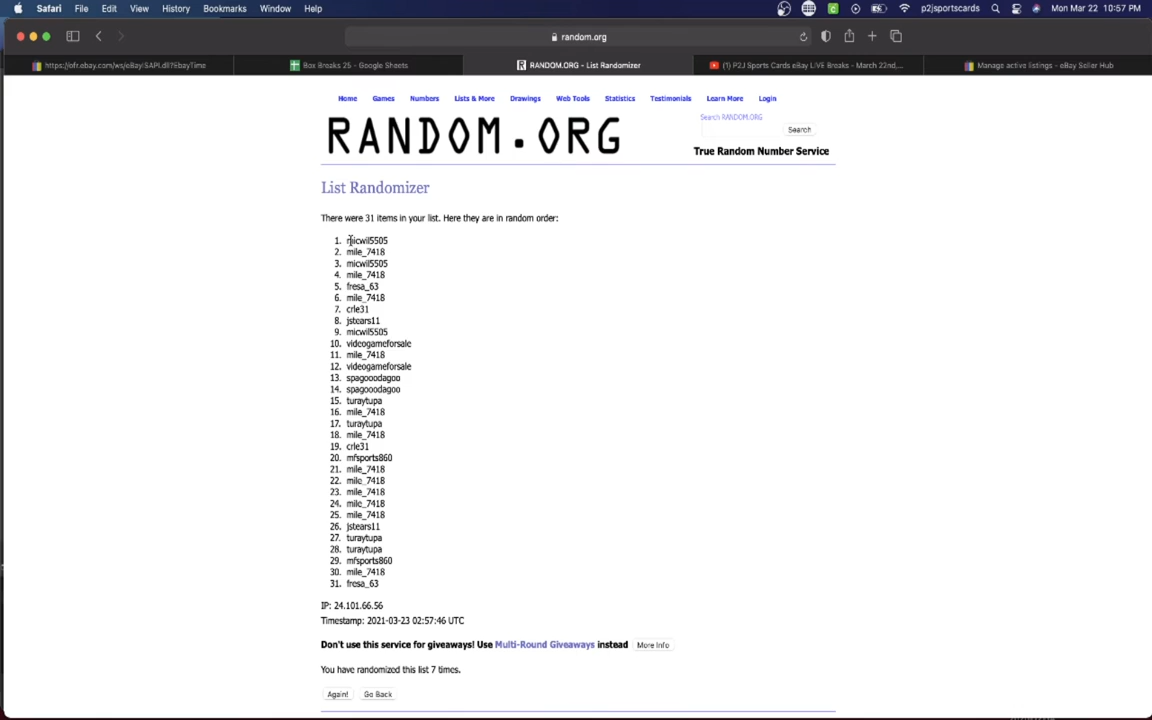 Safari File Edit View History Bookmarks Window Help p2jsportscards Mon Mar 22 10:57 PM
random.org
https://ofr.ebay.com/ws/eBayISAPI.dll?EbayTime Box Breaks 25 - Google Sheets RANDOM.ORG - List Randomizer (1) P2J Sports Cards eBay LIVE Breaks - March 22nd,... Manage active listings - eBay Seller Hub
Home Games Numbers Lists & More Drawings Web Tools Statistics Testimonials Learn More Login
Search RANDOM.ORG
RANDOM.ORG
Search
True Random Number Service
List Randomizer
There were 31 items in your list. Here they are in random order:
1. micwil5505
2. mile_7418
3. micwil5505
4. mile_7418
5. fresa_63
6. mile_7418
7. crle31
8. jstears11
9. micwil5505
10. videogameforsale
11. mile_7418
12. videogameforsale
13. spagooodagoo
14. spagooodagoo
15. turaytupa
16. mile_7418
17. turaytupa
18. mile_7418
19. crle31
20. mfsports860
21. mile_7418
22. mile_7418
23. mile_7418
24. mile_7418
25. mile_7418
26. jstears11
27. turaytupa
28. turaytupa
29. mfsports860
30. mile_7418
31. fresa_63
IP: 24.101.66.56
Timestamp: 2021-03-23 02:57:46 UTC
Don't use this service for giveaways! Use Multi-Round Giveaways instead More Info
You have randomized this list 7 times.
Again! Go Back